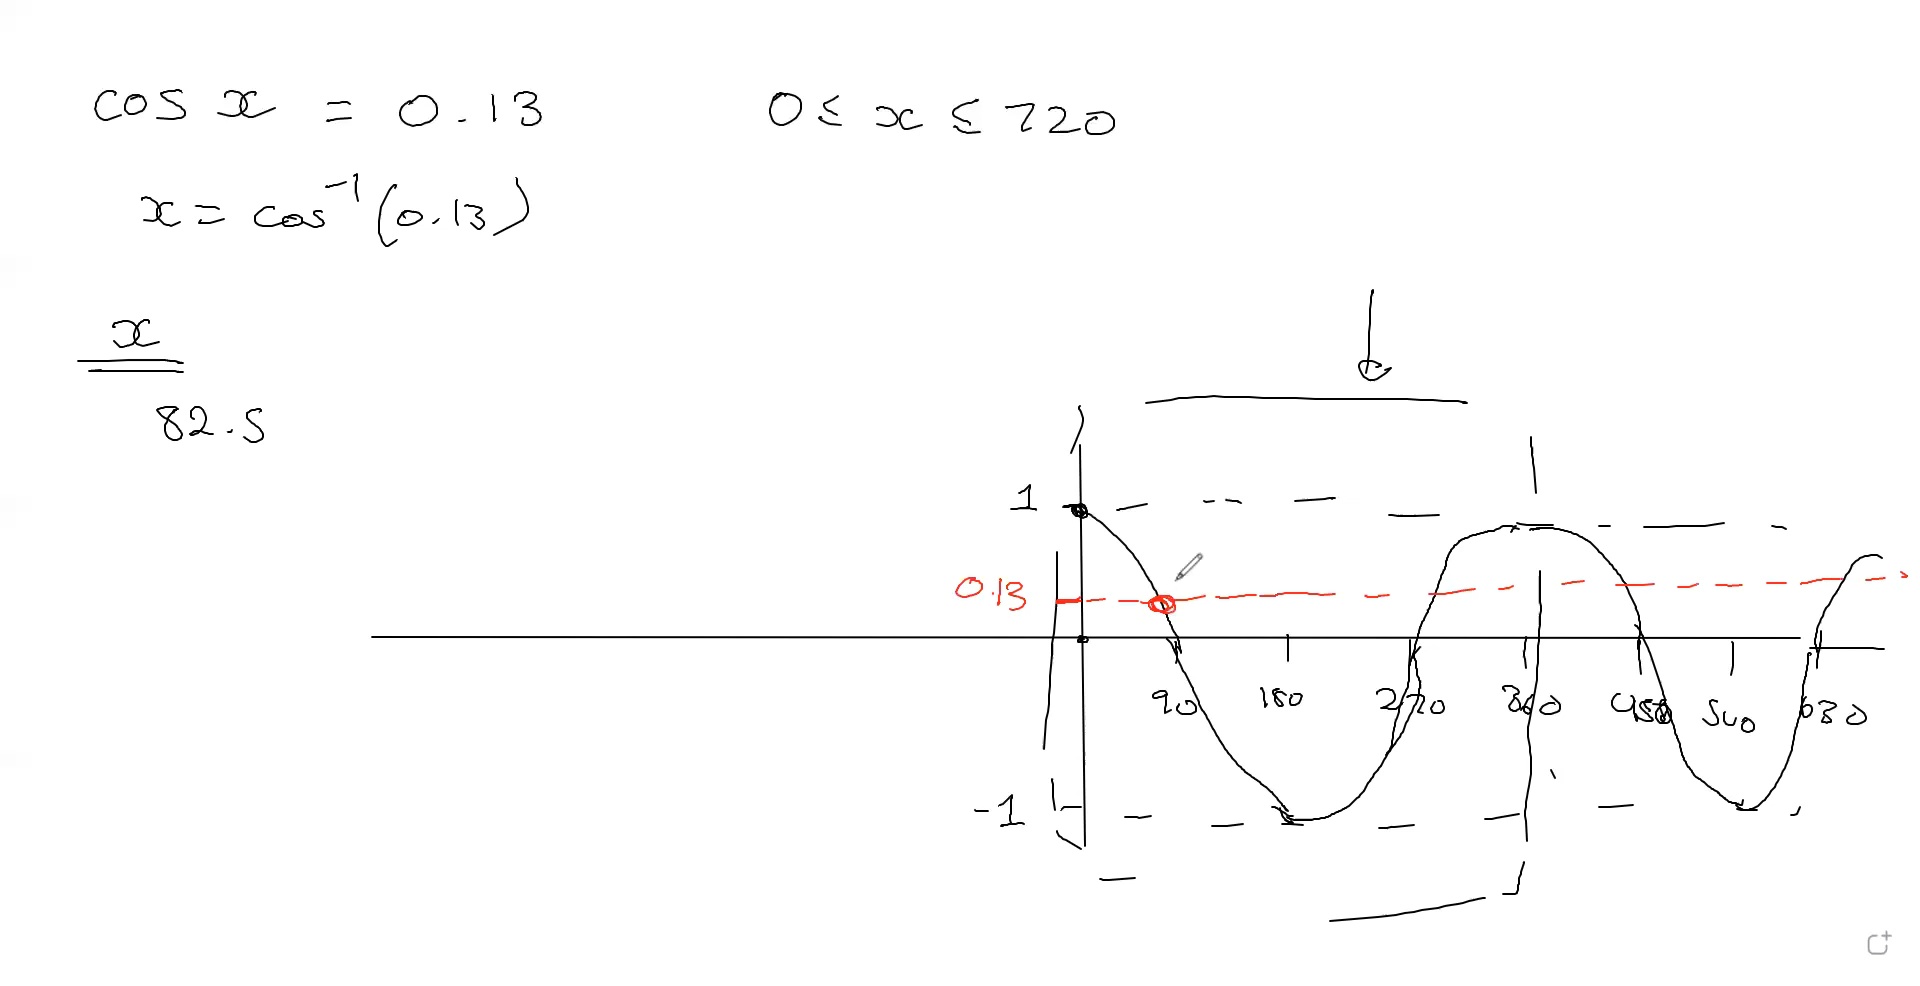 cos x = 0.13
0 ≤ x ≤ 720
x = cos⁻¹(0.13)
x
82.5
1
0.13
90 180 270 360 450 540 630
-1